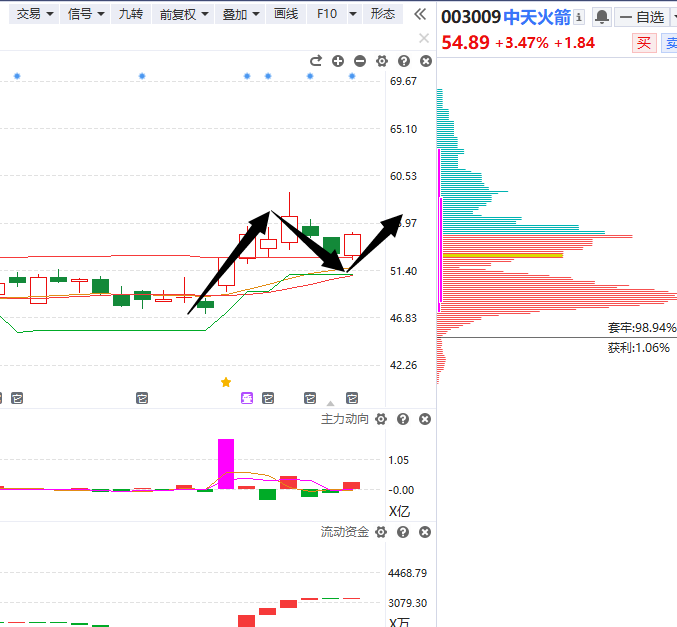 交易 信号 九转 前复权 叠加 画线 F10 形态
003009 中天火箭 自选
54.89 +3.47% +1.84 买 卖
69.67
65.10
60.53
51.40
46.83
42.26
套牢:98.94%
获利:1.06%
主力动向
1.05
-0.00
X亿
流动资金
4468.79
3079.30
X万